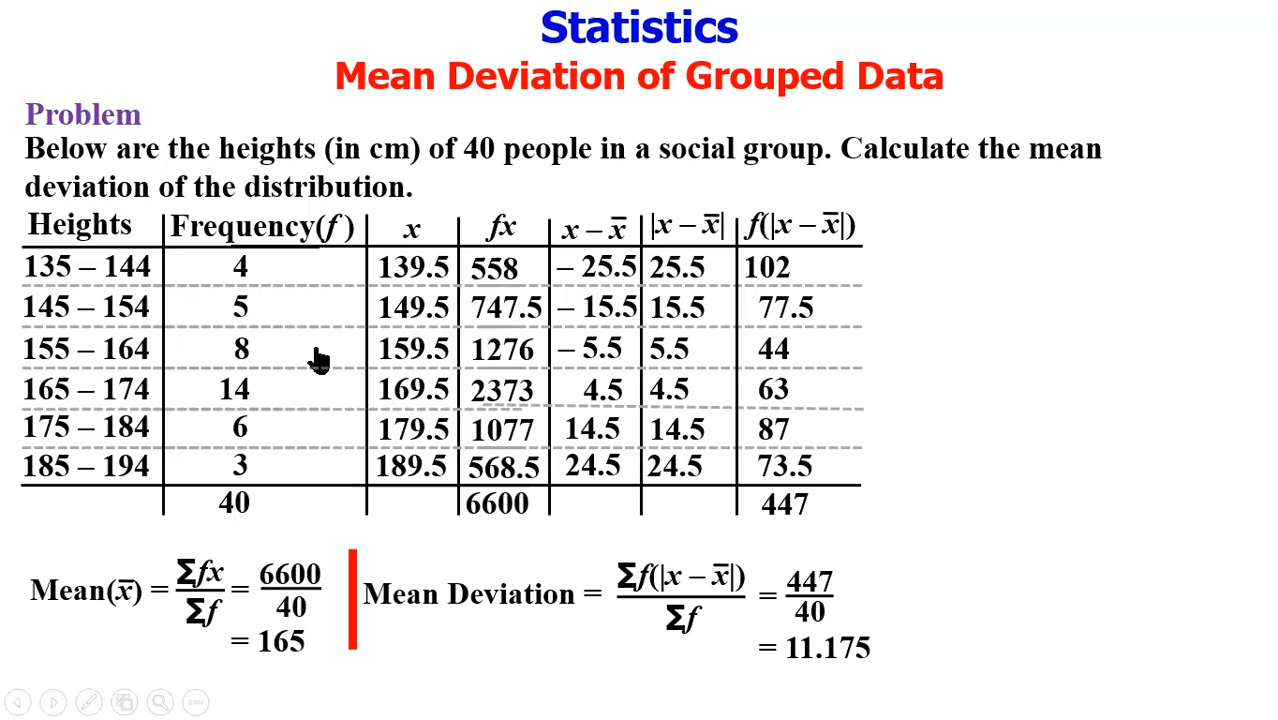 Statistics
Mean Deviation of Grouped Data
Problem
Below are the heights (in cm) of 40 people in a social group. Calculate the mean
deviation of the distribution.
Heights Frequency(f) x fx x – x̅ |x – x̅| f(|x – x̅|)
135 – 144 4 139.5 558 – 25.5 25.5 102
145 – 154 5 149.5 747.5 – 15.5 15.5 77.5
155 – 164 8 159.5 1276 – 5.5 5.5 44
165 – 174 14 169.5 2373 4.5 4.5 63
175 – 184 6 179.5 1077 14.5 14.5 87
185 – 194 3 189.5 568.5 24.5 24.5 73.5
40 6600 447
Mean(x̅) = Σfx/Σf = 6600/40
= 165
Mean Deviation = Σf(|x – x̅|)/Σf = 447/40
= 11.175